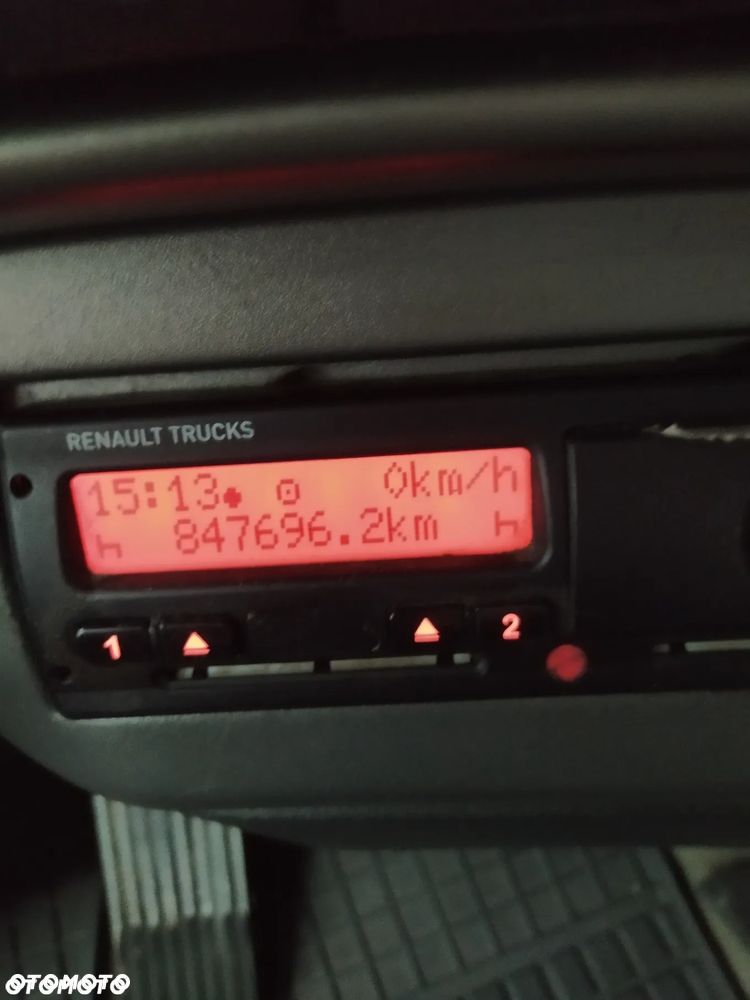 RENAULT TRUCKS
15:13 0km/h
h 847696.2km h
1 2
OTOMOTO